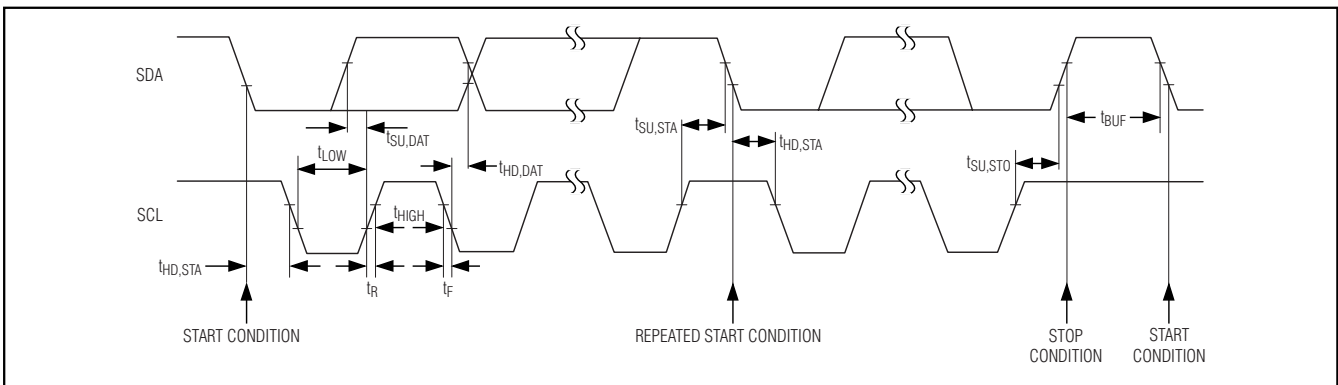 SDA
tSU,STA
tBUF
tSU,DAT
tLOW
tHD,STA
tHD,DAT
tSU,STO
SCL
tHIGH
tHD,STA
tR
tF
START CONDITION
REPEATED START CONDITION
STOP
CONDITION
START
CONDITION